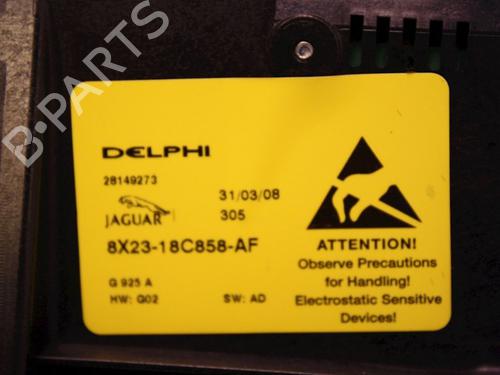 B-PARTS
DELPHI
28149273
31/03/08
JAGUAR
305
8X23-18C858-AF
G 925 A
HW: G02
SW: AD
ATTENTION!
Observe Precautions
for Handling!
Electrostatic Sensitive
Devices!